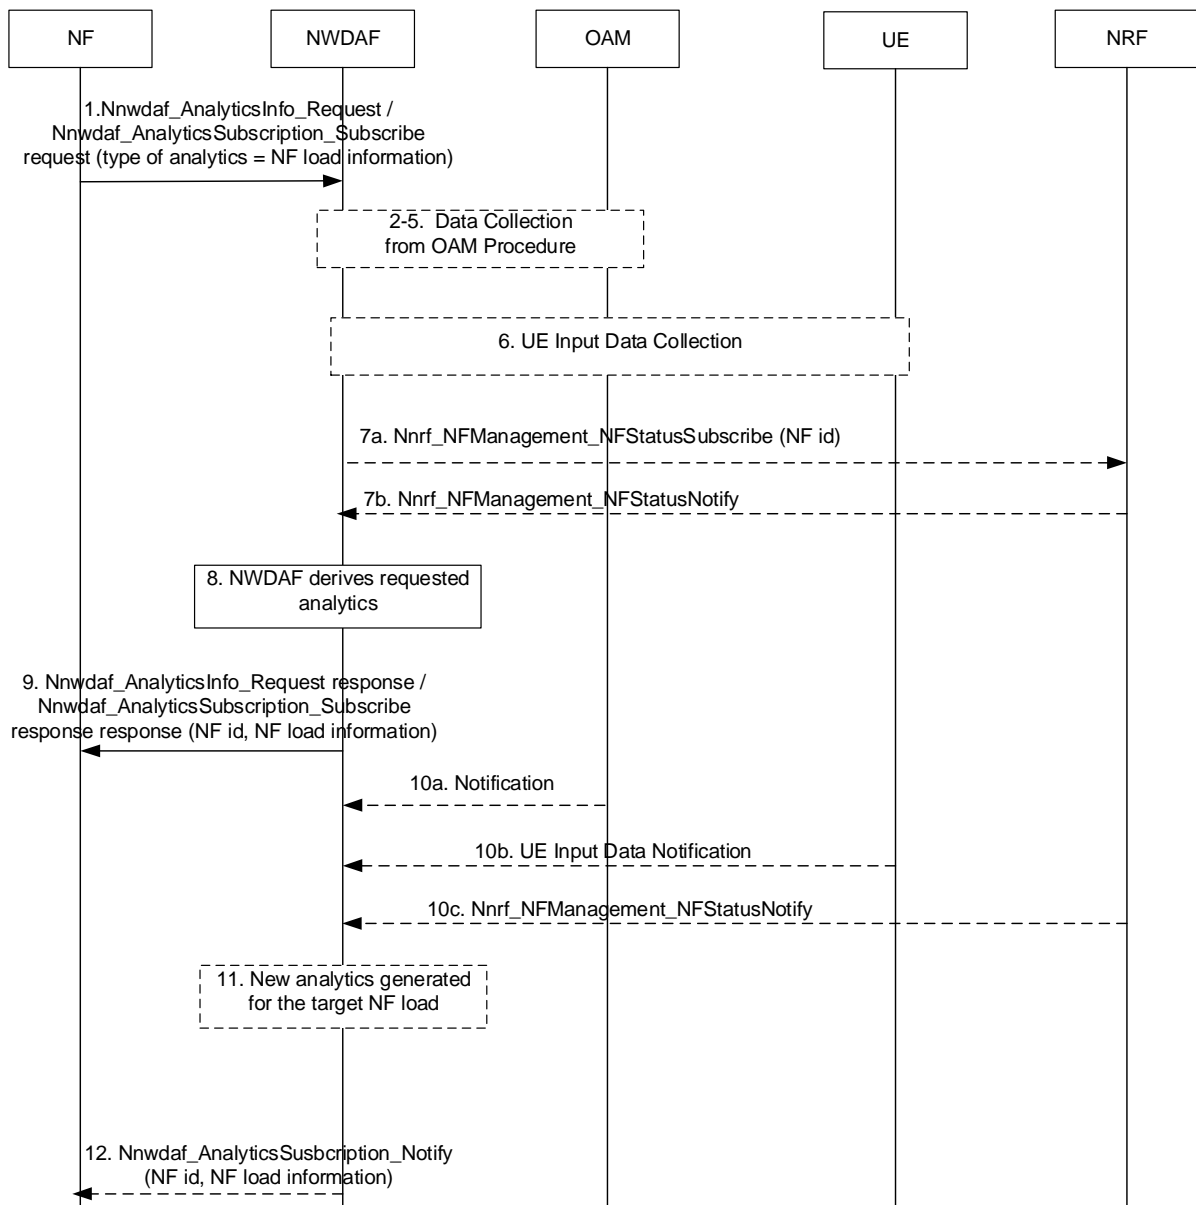 NF
NWDAF
OAM
UE
NRF
1.Nnwdaf_AnalyticsInfo_Request /
Nnwdaf_AnalyticsSubscription_Subscribe
request (type of analytics = NF load information)
2-5. Data Collection
from OAM Procedure
6. UE Input Data Collection
7a. Nnrf_NFManagement_NFStatusSubscribe (NF id)
7b. Nnrf_NFManagement_NFStatusNotify
8. NWDAF derives requested
analytics
9. Nnwdaf_AnalyticsInfo_Request response /
Nnwdaf_AnalyticsSubscription_Subscribe
response response (NF id, NF load information)
10a. Notification
10b. UE Input Data Notification
10c. Nnrf_NFManagement_NFStatusNotify
11. New analytics generated
for the target NF load
12. Nnwdaf_AnalyticsSusbcription_Notify
(NF id, NF load information)